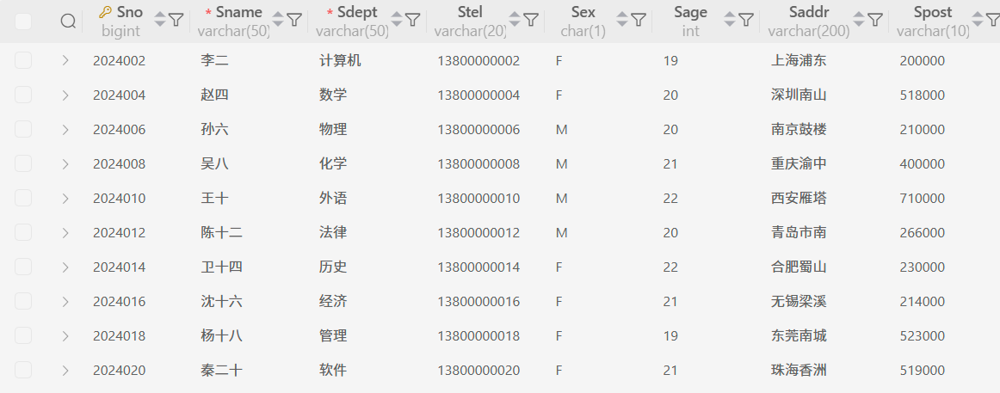 Sno * Sname * Sdept Stel Sex Sage Saddr Spost
bigint varchar(50) varchar(50) varchar(20) char(1) int varchar(200) varchar(10)
2024002 李二 计算机 13800000002 F 19 上海浦东 200000
2024004 赵四 数学 13800000004 F 20 深圳南山 518000
2024006 孙六 物理 13800000006 M 20 南京鼓楼 210000
2024008 吴八 化学 13800000008 M 21 重庆渝中 400000
2024010 王十 外语 13800000010 M 22 西安雁塔 710000
2024012 陈十二 法律 13800000012 M 20 青岛市南 266000
2024014 卫十四 历史 13800000014 F 22 合肥蜀山 230000
2024016 沈十六 经济 13800000016 F 21 无锡梁溪 214000
2024018 杨十八 管理 13800000018 F 19 东莞南城 523000
2024020 秦二十 软件 13800000020 F 21 珠海香洲 519000